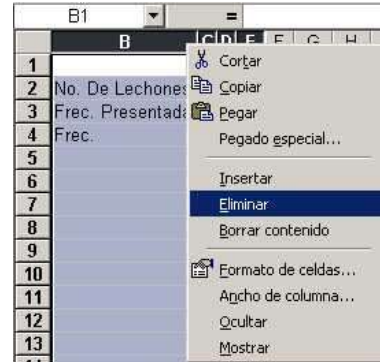 B1 =
B C D E F G H
1 Cortar
2 No. De Lechones Copiar
3 Frec. Presentada Pegar
4 Frec. Pegado especial...
5
6 Insertar
7 Eliminar
8 Borrar contenido
9
10 Formato de celdas...
11 Ancho de columna...
12 Ocultar
13 Mostrar